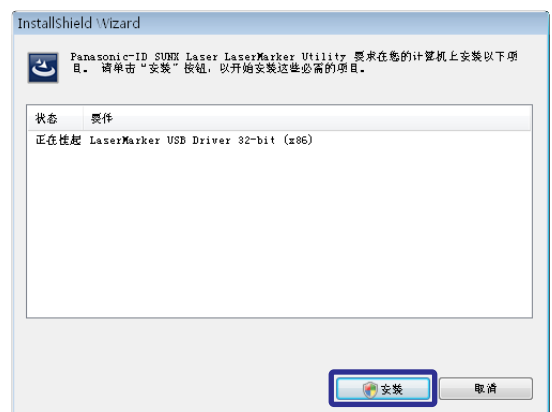 InstallShield Wizard
Panasonic-ID SUNX Laser LaserMarker Utility 要求在您的计算机上安装以下项
目。 请单击“安装”按钮，以开始安装这些必需的项目。
状态 要件
正在挂起 LaserMarker USB Driver 32-bit (x86)
安装 取消